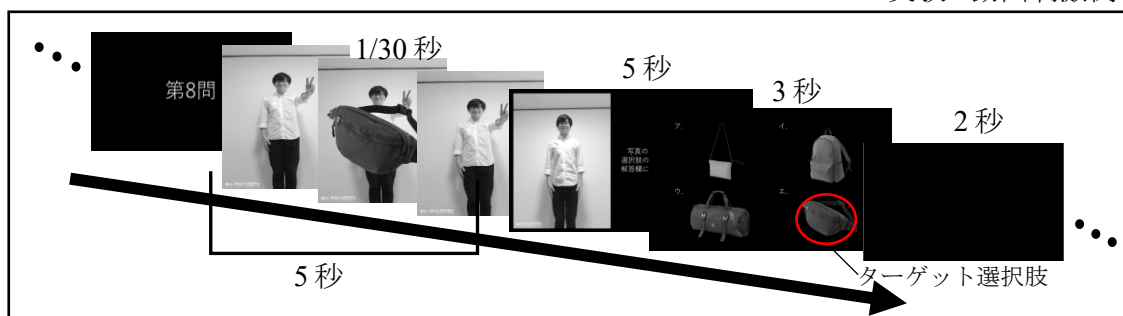 第8問
1/30 秒
5 秒
写真の
選択肢の
解答欄に
ア．
イ．
ウ．
エ．
3 秒
2 秒
5 秒
ターゲット選択肢